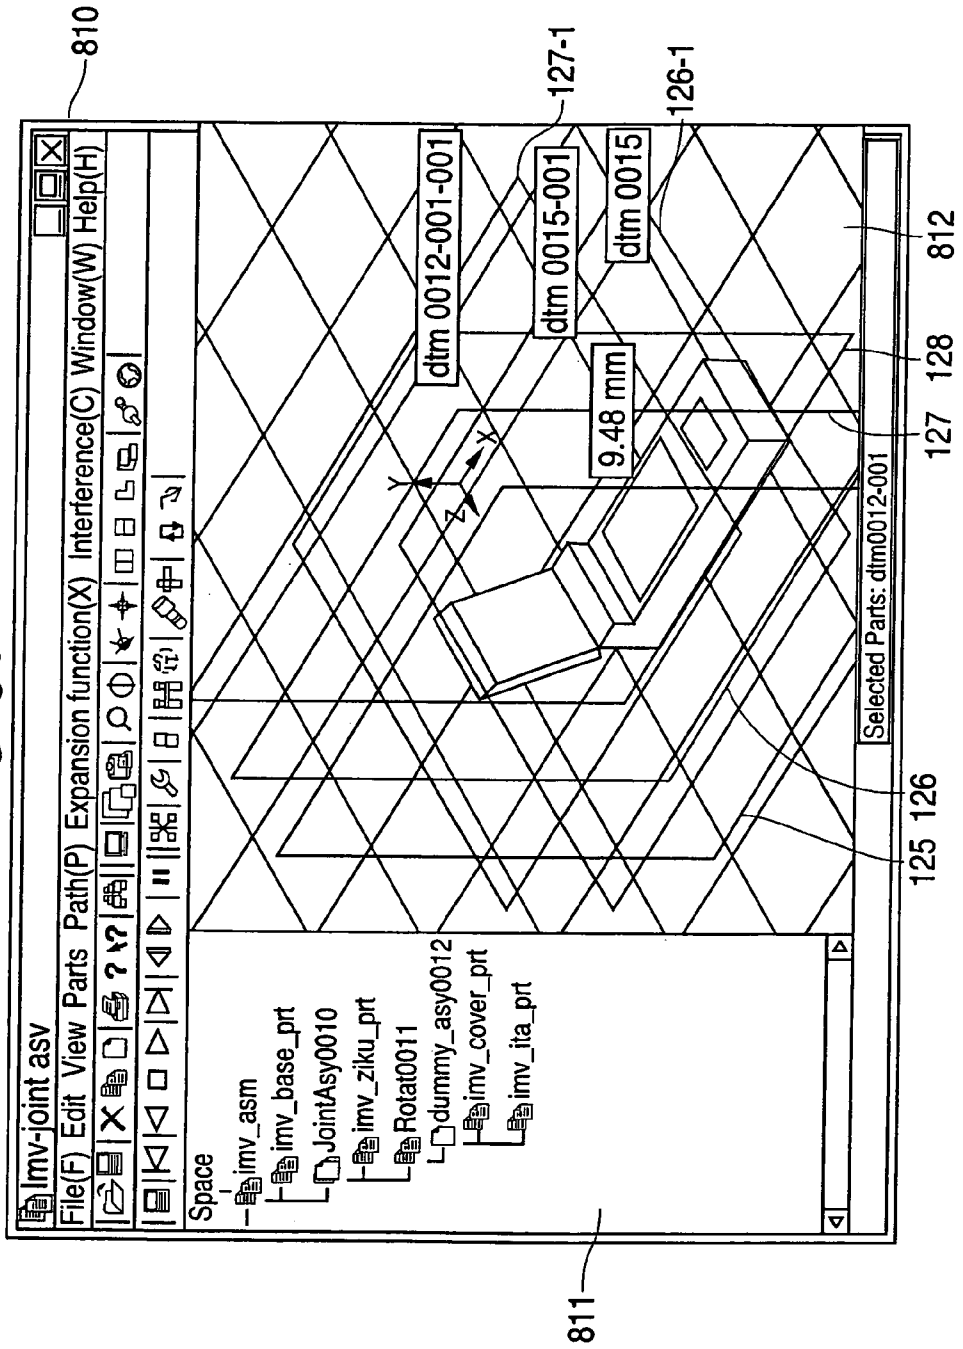 810
Imv-joint asv
File(F) Edit View Parts Path(P) Expansion function(X) Interference(C) Window(W) Help(H)
Space
imv_asm
imv_base_prt
JointAsy0010
imv_ziku_prt
Rotat0011
dummy_asy0012
imv_cover_prt
imv_ita_prt
811
Y
X
Z
dtm 0012-001-001
127-1
dtm 0015-001
9.48 mm
dtm 0015
126-1
Selected Parts: dtm0012-001
125
126
127
128
812